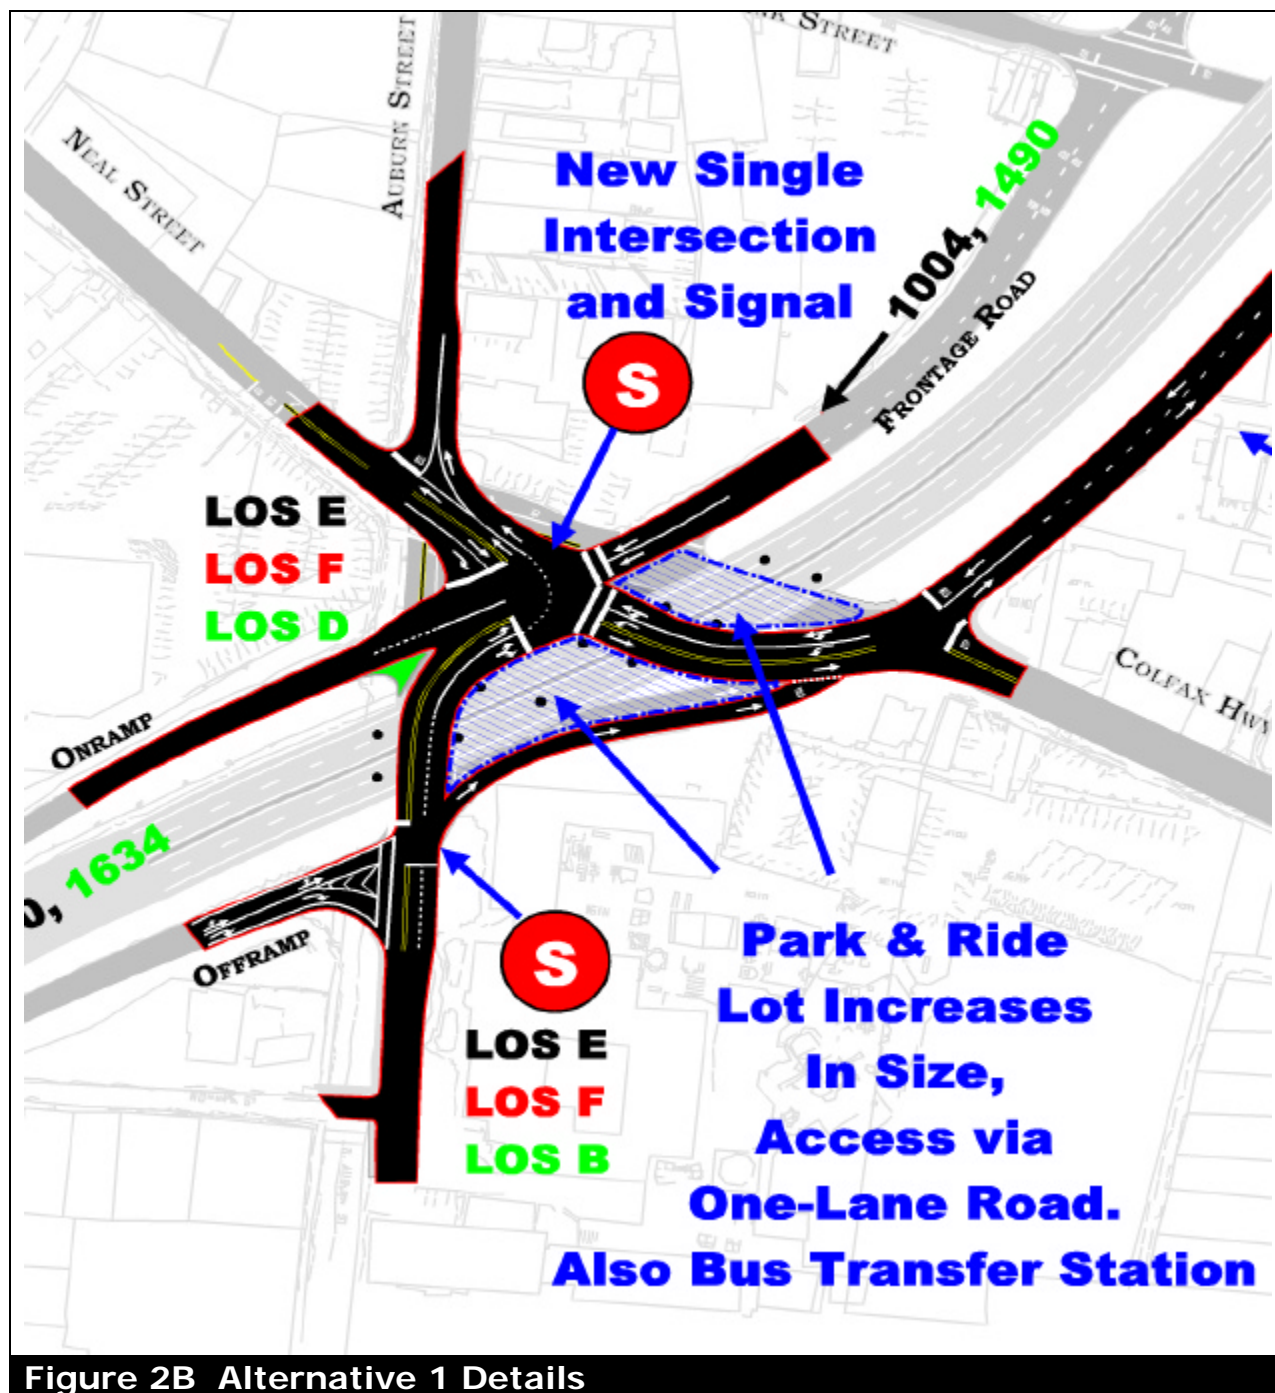 STREET
AUBURN STREET
NEAL STREET
New Single
Intersection
and Signal
1004, 1490
FRONTAGE ROAD
S
LOS E
LOS F
LOS D
COLFAX HWY
ONRAMP
0, 1634
OFFRAMP
S
LOS E
LOS F
LOS B
Park & Ride
Lot Increases
In Size,
Access via
One-Lane Road.
Also Bus Transfer Station
Figure 2B Alternative 1 Details